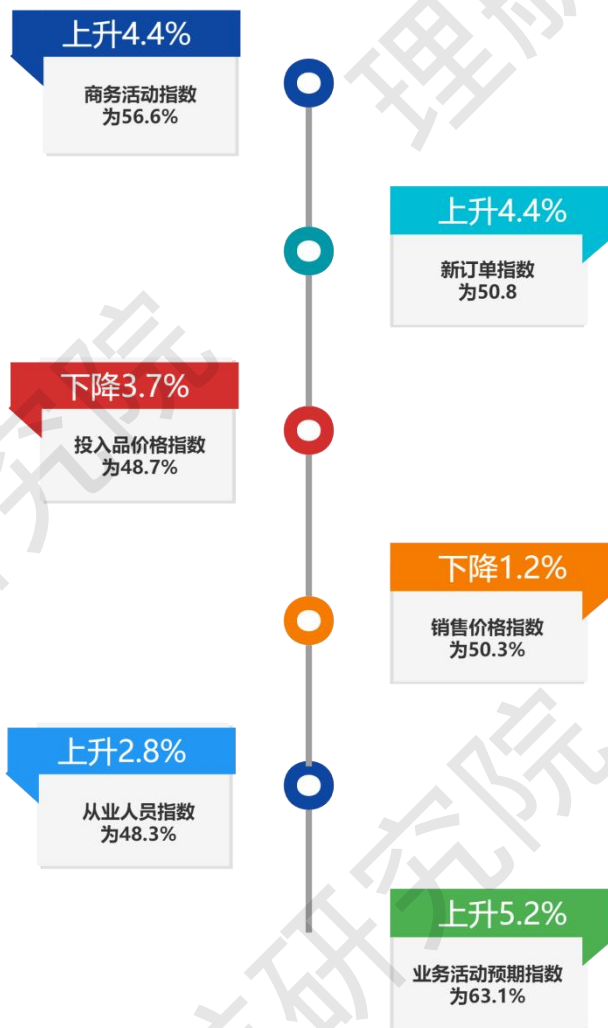 上升4.4%
商务活动指数
为56.6%
上升4.4%
新订单指数
为50.8
下降3.7%
投入品价格指数
为48.7%
下降1.2%
销售价格指数
为50.3%
上升2.8%
从业人员指数
为48.3%
上升5.2%
业务活动预期指数
为63.1%